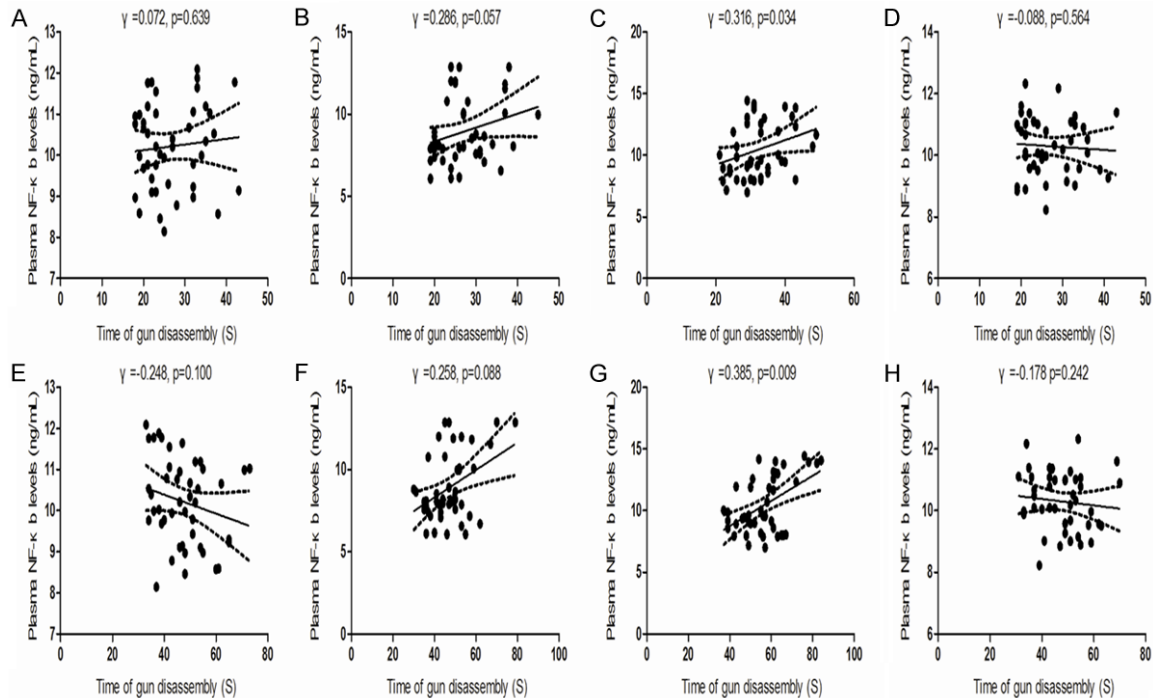 A
γ =0.072, p=0.639
Plasma NF-κ b levels (ng/mL)
13
12
11
10
9
8
7
0 10 20 30 40 50
Time of gun disassembly (S)
B
γ =0.286, p=0.057
Plasma NF-κ b levels (ng/mL)
15
10
5
0
0 10 20 30 40 50
Time of gun disassembly (S)
C
γ =0.316, p=0.034
Plasma NF-κ b levels (ng/mL)
20
15
10
5
0
0 20 40 60
Time of gun disassembly (S)
D
γ =-0.088, p=0.564
Plasma NF-κ b levels (ng/mL)
14
12
10
8
6
0 10 20 30 40 50
Time of gun disassembly (S)
E
γ =-0.248, p=0.100
Plasma NF-κ b levels (ng/mL)
13
12
11
10
9
8
7
0 20 40 60 80
Time of gun disassembly (S)
F
γ =0.258, p=0.088
Plasma NF-κ b levels (ng/mL)
15
10
5
0
0 20 40 60 80 100
Time of gun disassembly (S)
G
γ =0.385, p=0.009
Plasma NF-κ b levels (ng/mL)
20
15
10
5
0
0 20 40 60 80 100
Time of gun disassembly (S)
H
γ =-0.178 p=0.242
Plasma NF-κ b levels (ng/mL)
14
12
10
8
6
0 20 40 60 80
Time of gun disassembly (S)